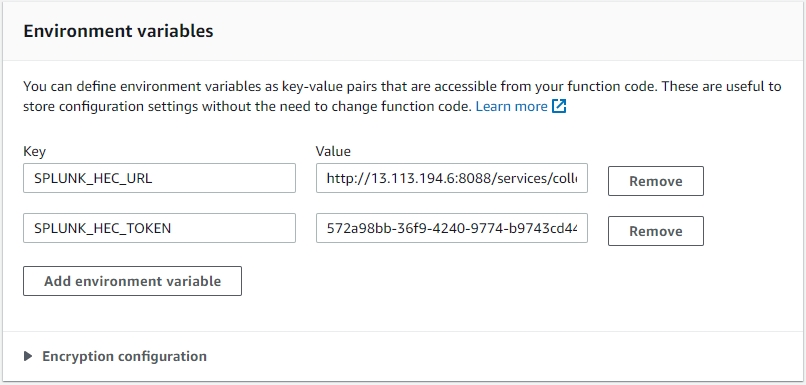 Environment variables
You can define environment variables as key-value pairs that are accessible from your function code. These are useful to
store configuration settings without the need to change function code. Learn more
Key Value
SPLUNK_HEC_URL http://13.113.194.6:8088/services/coll Remove
SPLUNK_HEC_TOKEN 572a98bb-36f9-4240-9774-b9743cd44 Remove
Add environment variable
Encryption configuration